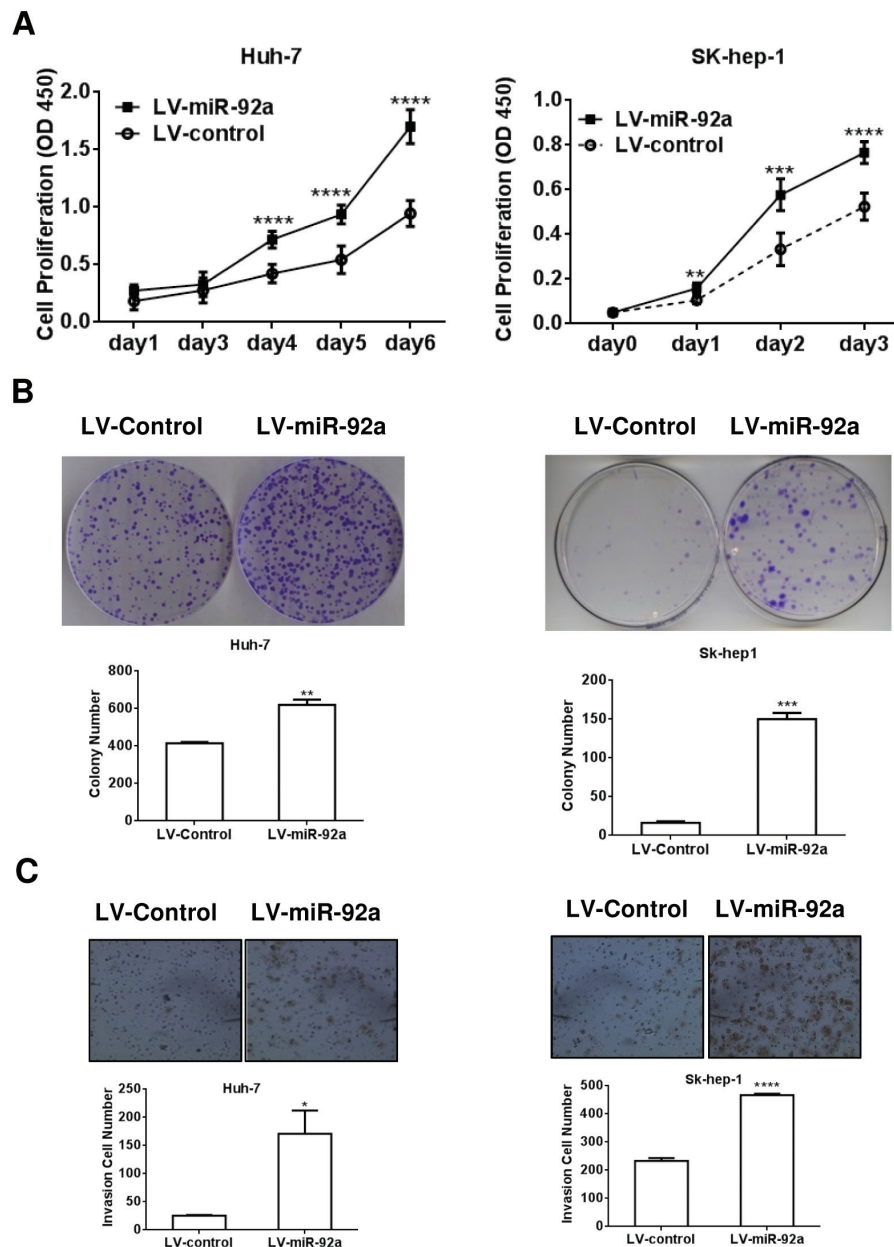 A
Huh-7
Cell Proliferation (OD 450)
2.0
1.5
1.0
0.5
0.0
LV-miR-92a
LV-control
****
****
****
day1 day3 day4 day5 day6
SK-hep-1
Cell Proliferation (OD 450)
1.0
0.8
0.6
0.4
0.2
0.0
LV-miR-92a
LV-control
**
***
****
day0 day1 day2 day3
B
LV-Control LV-miR-92a
Huh-7
Colony Number
800
600
400
200
0
**
LV-Control LV-miR-92a
LV-Control LV-miR-92a
Sk-hep1
Colony Number
200
150
100
50
0
***
LV-Control LV-miR-92a
C
LV-Control LV-miR-92a
Huh-7
Invasion Cell Number
250
200
150
100
50
0
*
LV-control LV-miR-92a
LV-Control LV-miR-92a
Sk-hep-1
Invasion Cell Number
500
400
300
200
100
0
****
LV-control LV-miR-92a